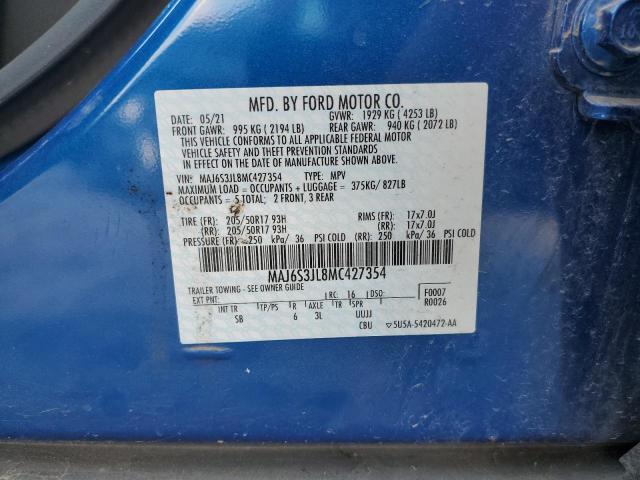 MFD. BY FORD MOTOR CO.
DATE: 05/21 GVWR: 1929 KG ( 4253 LB)
FRONT GAWR: 995 KG ( 2194 LB) REAR GAWR: 940 KG ( 2072 LB)
THIS VEHICLE CONFORMS TO ALL APPLICABLE FEDERAL MOTOR
VEHICLE SAFETY AND BUMPER AND THEFT PREVENTION STANDARDS
IN EFFECT ON THE DATE OF MANUFACTURE SHOWN ABOVE.
VIN: MAJ6S3JL8MC427354 TYPE: MPV
MAXIMUM LOAD = OCCUPANTS + LUGGAGE = 375KG/ 827LB
OCCUPANTS = 5 TOTAL; 2 FRONT, 3 REAR
TIRE (FR): 205/50R17 93H RIMS (FR): 17x7.0J
(RR): 205/50R17 93H (RR): 17x7.0J
PRESSURE (FR): 250 kPa/ 36 PSI COLD (RR): 250 kPa/ 36 PSI COLD
MAJ6S3JL8MC427354
TRAILER TOWING - SEE OWNER GUIDE
EXT PNT: RC: 16 DSO: F0007
R0026
INT TR TP/PS R AXLE TR SPR
SB 6 3L UUJJ
CBU 5U5A-5420472-AA